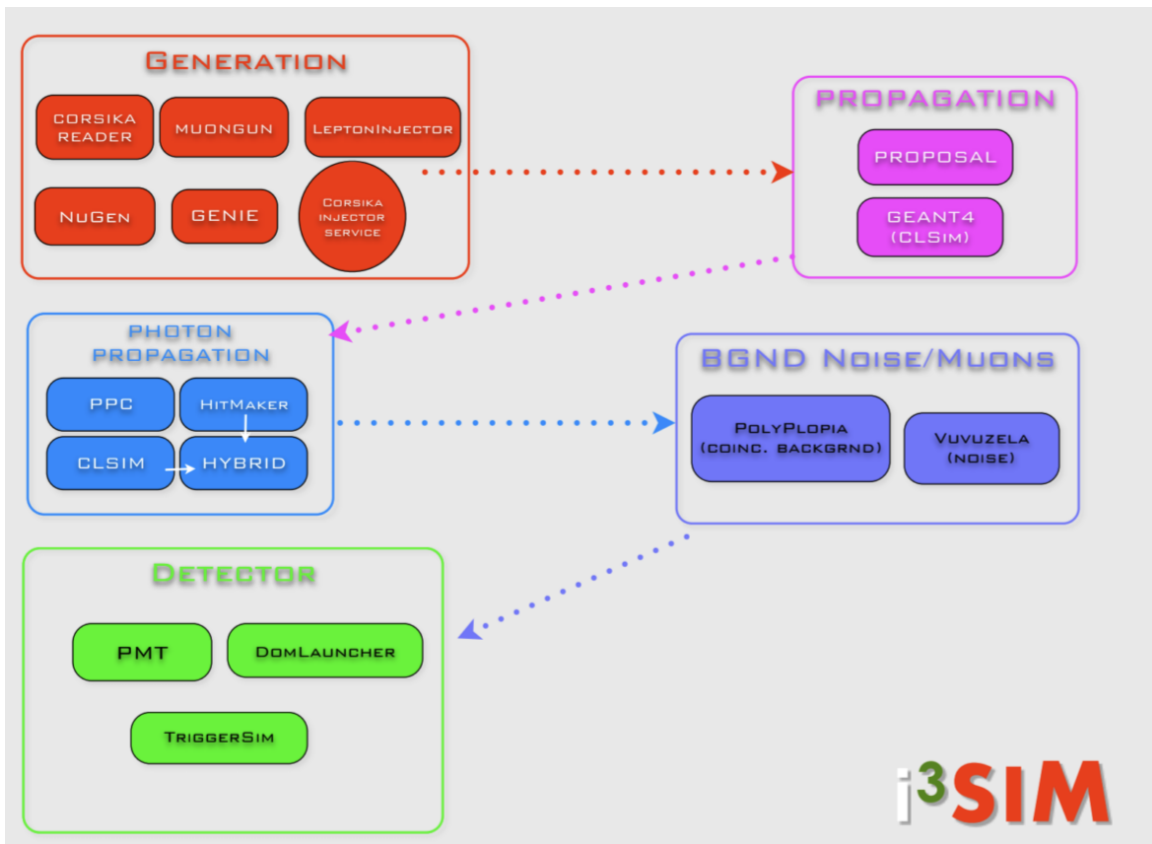 GENERATION
CORSIKA
READER
MUONGUN
LEPTONINJECTOR
NUGEN
GENIE
CORSIKA
INJECTOR
SERVICE
PROPAGATION
PROPOSAL
GEANT4
(CLSIM)
PHOTON
PROPAGATION
PPC
HITMAKER
CLSIM
HYBRID
BGND NOISE/MUONS
POLYPLOPIA
(COINC. BACKGRND)
VUVUZELA
(NOISE)
DETECTOR
PMT
DOMLAUNCHER
TRIGGERSIM
i3SIM